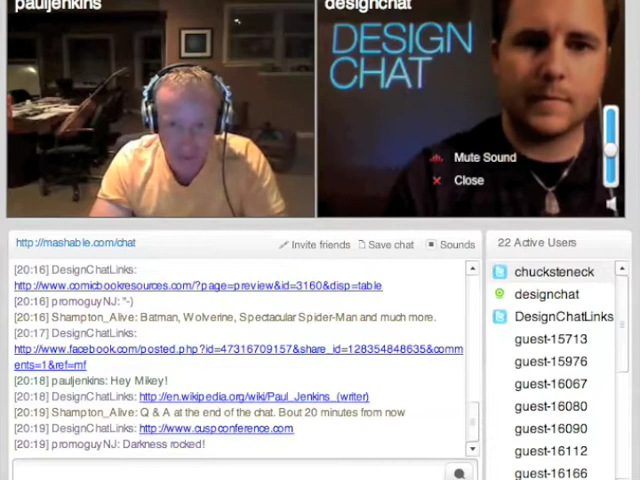 pauljenkins
designchat
DESIGN
CHAT
Mute Sound
Close
http://mashable.com/chat
Invite friends
Save chat
Sounds
22 Active Users
[20:16] DesignChatLinks:
http://www.comicbookresources.com/?page=preview&id=3160&disp=table
[20:16] promoguyNJ: "-)
[20:16] Shampton_Alive: Batman, Wolverine, Spectacular Spider-Man and much more.
[20:17] DesignChatLinks:
http://www.facebook.com/posted.php?id=47316709157&share_id=128354848635&comm
ents=1&ref=mf
[20:18] pauljenkins: Hey Mikey!
[20:18] DesignChatLinks: http://en.wikipedia.org/wiki/Paul_Jenkins_(writer)
[20:19] Shampton_Alive: Q & A at the end of the chat. Bout 20 minutes from now
[20:19] DesignChatLinks: http://www.cuspconference.com
[20:19] promoguyNJ: Darkness rocked!
chucksteneck
designchat
DesignChatLinks
guest-15713
guest-15976
guest-16067
guest-16080
guest-16090
guest-16112
guest-16166